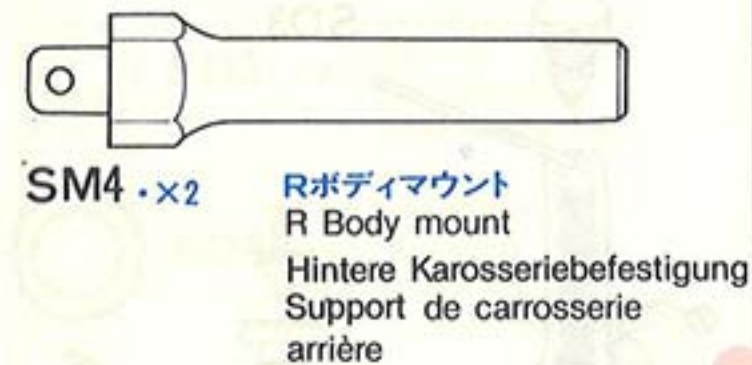 SM4 ・×2
Rボディマウント
R Body mount
Hintere Karosseriebefestigung
Support de carrosserie
arrière